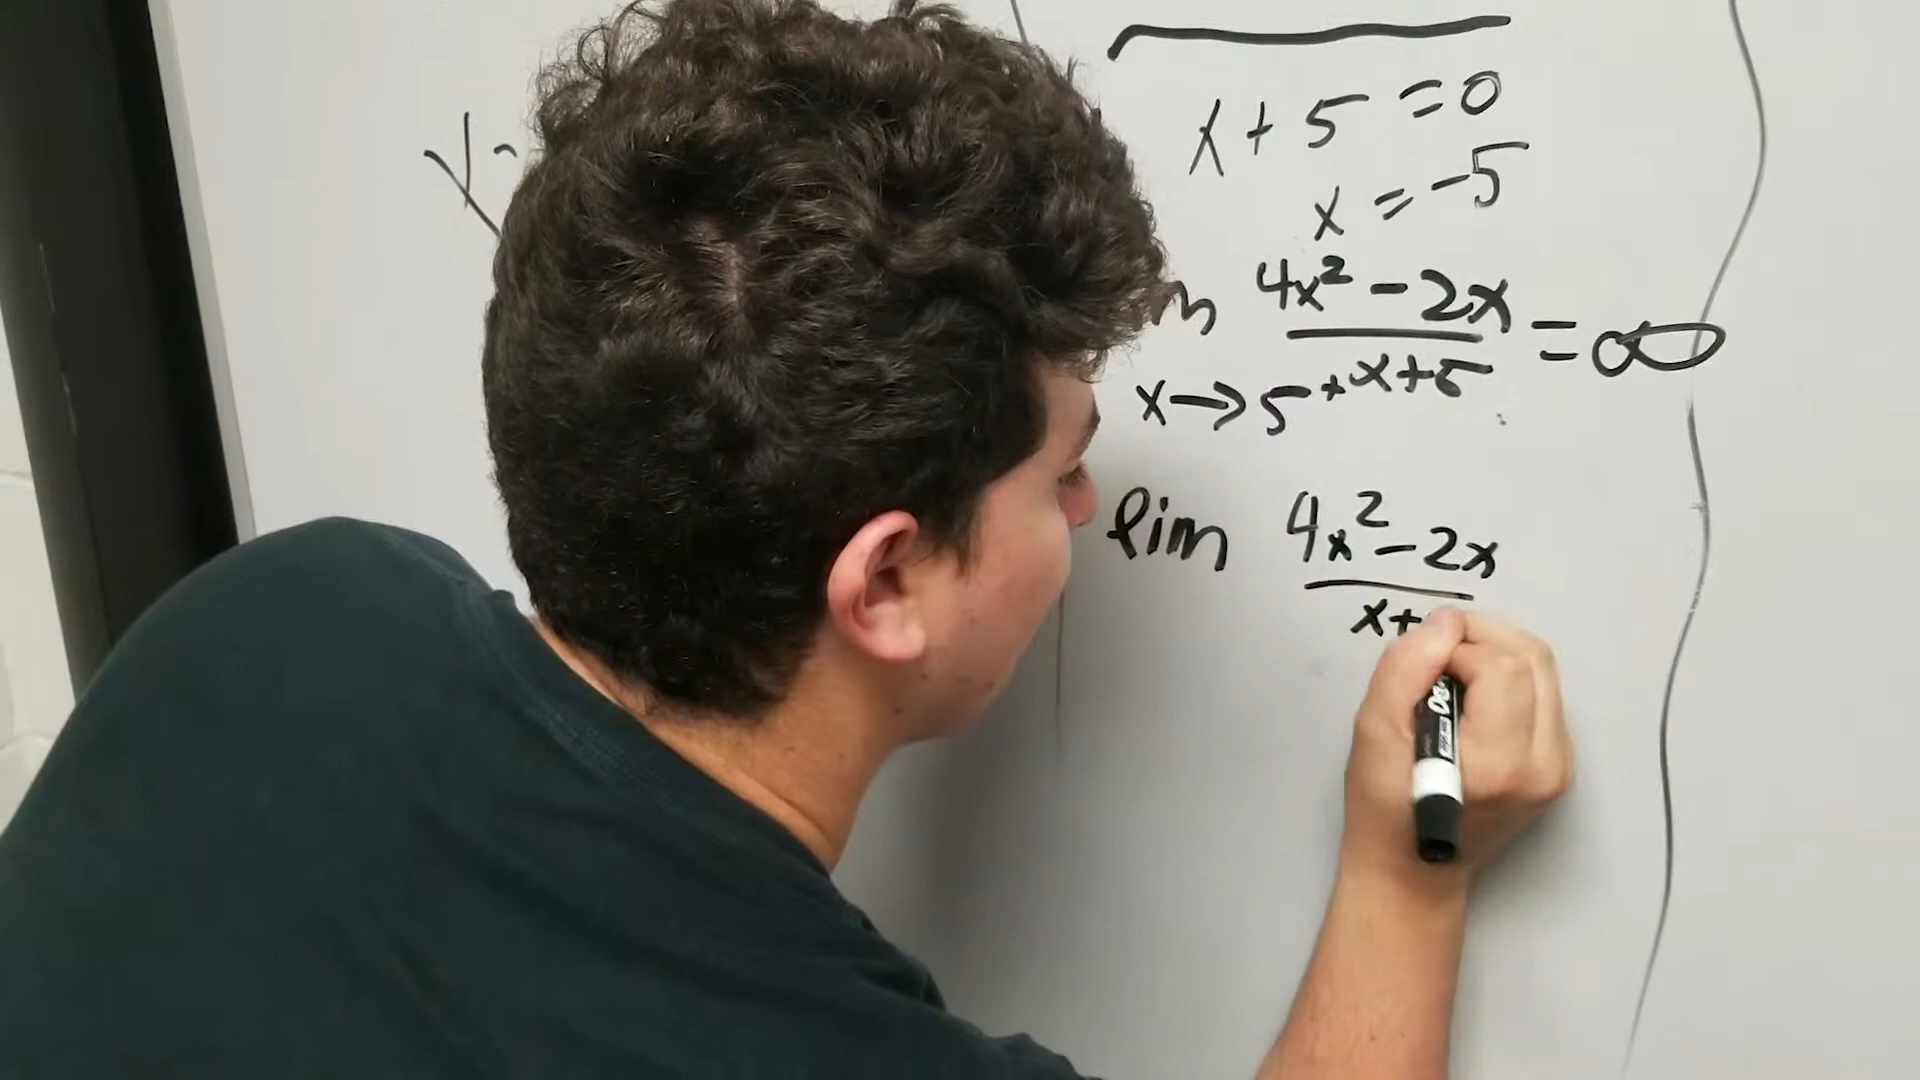 x + 5 = 0
x = -5
m 4x² - 2x
x + 5
= ∞
x → 5⁺
lim 4x² - 2x
x +